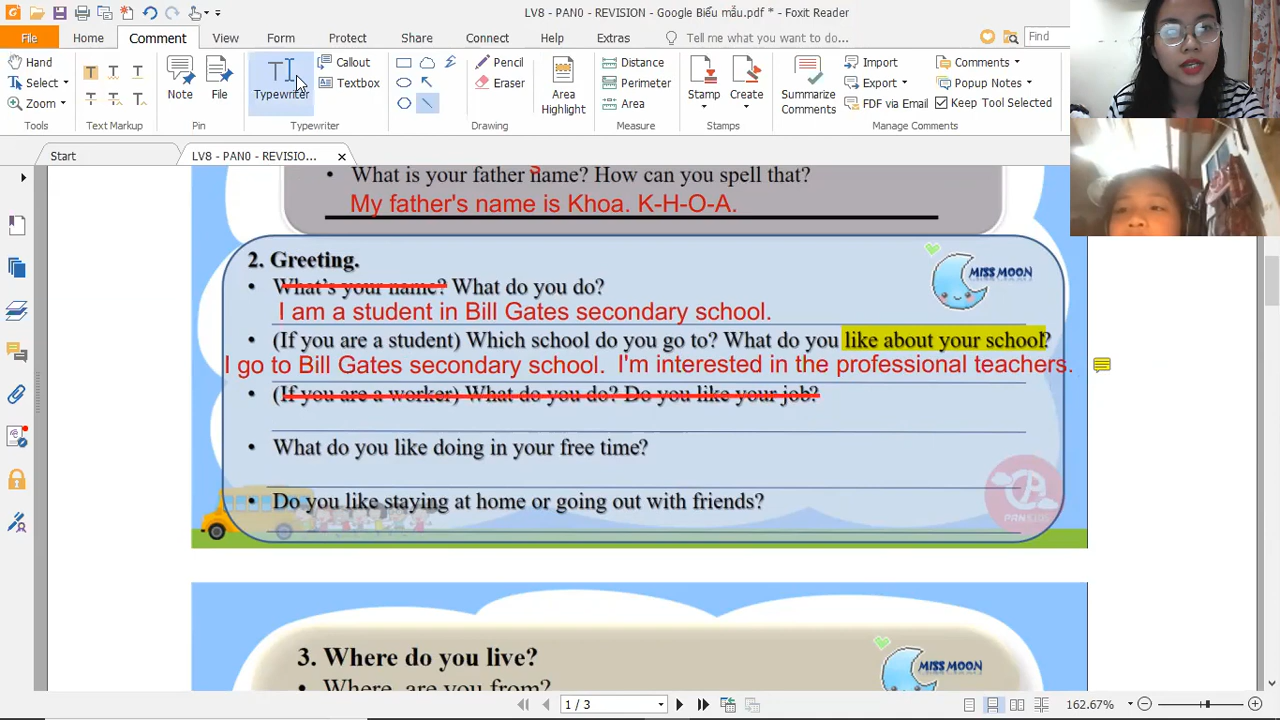 LV8 - PAN0 - REVISION - Google Biểu mẫu.pdf * - Foxit Reader
File Home Comment View Form Protect Share Connect Help Extras Tell me what you want to do... Find
Hand
Select
Zoom
Tools
Text Markup
Note
File
Pin
Typewriter
Callout
Textbox
Typewriter
Pencil
Eraser
Drawing
Area Highlight
Distance
Perimeter
Area
Measure
Stamp
Create
Stamps
Summarize Comments
Import
Export
FDF via Email
Comments
Popup Notes
Keep Tool Selected
Manage Comments
Start
LV8 - PAN0 - REVISIO...
• What is your father name? How can you spell that?
s
My father's name is Khoa. K-H-O-A.
2. Greeting.
MISS MOON
• What's your name? What do you do?
I am a student in Bill Gates secondary school.
• (If you are a student) Which school do you go to? What do you like about your school?
I go to Bill Gates secondary school. I'm interested in the professional teachers.
• (If you are a worker) What do you do? Do you like your job?
• What do you like doing in your free time?
• Do you like staying at home or going out with friends?
PAN KIDS
3. Where do you live?
MISS MOON
• Where are you from?
1 / 3
162.67%